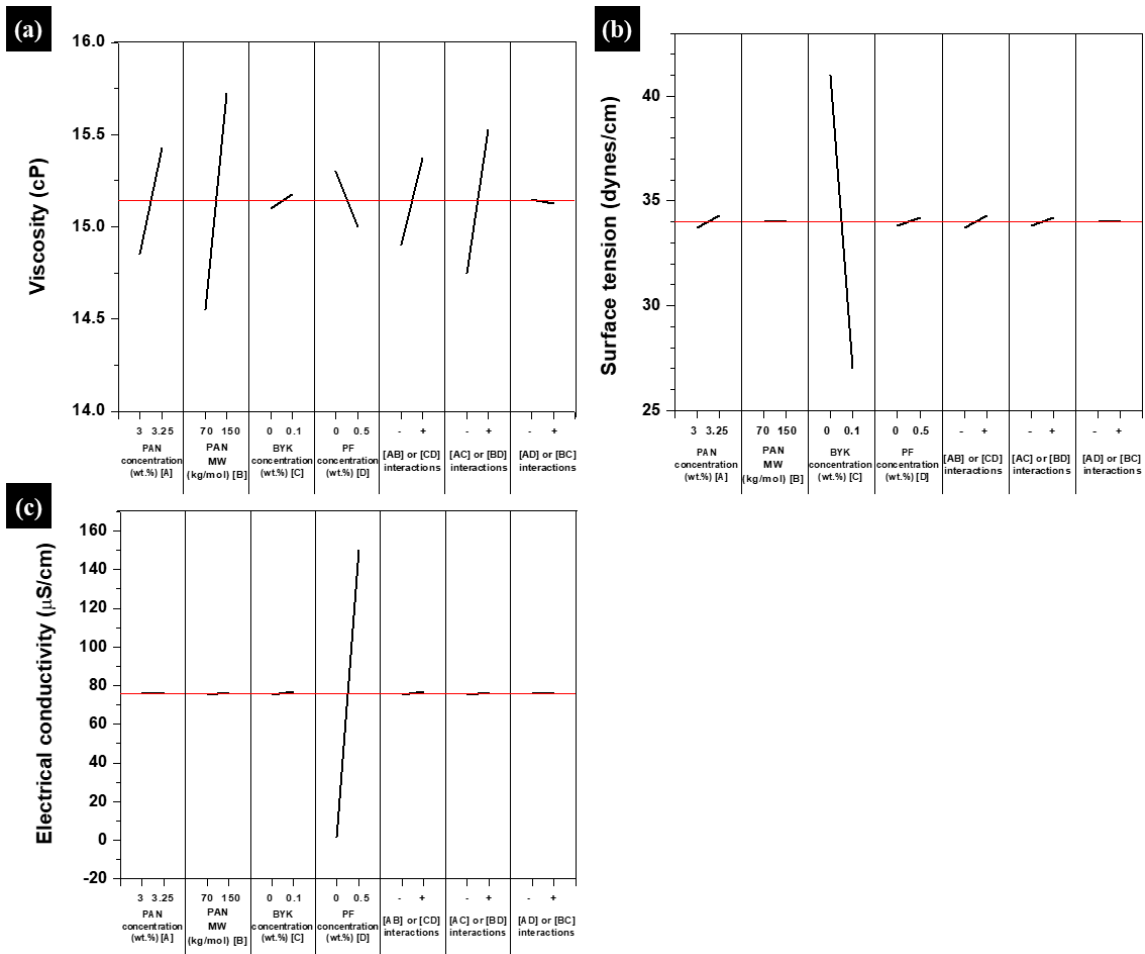 (a)
Viscosity (cP)
16.0
15.5
15.0
14.5
14.0
3 3.25
PAN
concentration
(wt.%) [A]
70 150
PAN
MW
(kg/mol) [B]
0 0.1
BYK
concentration
(wt.%) [C]
0 0.5
PF
concentration
(wt.%) [D]
- +
[AB] or [CD]
interactions
- +
[AC] or [BD]
interactions
- +
[AD] or [BC]
interactions
(b)
Surface tension (dynes/cm)
40
35
30
25
3 3.25
PAN
concentration
(wt.%) [A]
70 150
PAN
MW
(kg/mol) [B]
0 0.1
BYK
concentration
(wt.%) [C]
0 0.5
PF
concentration
(wt.%) [D]
- +
[AB] or [CD]
interactions
- +
[AC] or [BD]
interactions
- +
[AD] or [BC]
interactions
(c)
Electrical conductivity (µS/cm)
160
140
120
100
80
60
40
20
0
-20
3 3.25
PAN
concentration
(wt.%) [A]
70 150
PAN
MW
(kg/mol) [B]
0 0.1
BYK
concentration
(wt.%) [C]
0 0.5
PF
concentration
(wt.%) [D]
- +
[AB] or [CD]
interactions
- +
[AC] or [BD]
interactions
- +
[AD] or [BC]
interactions